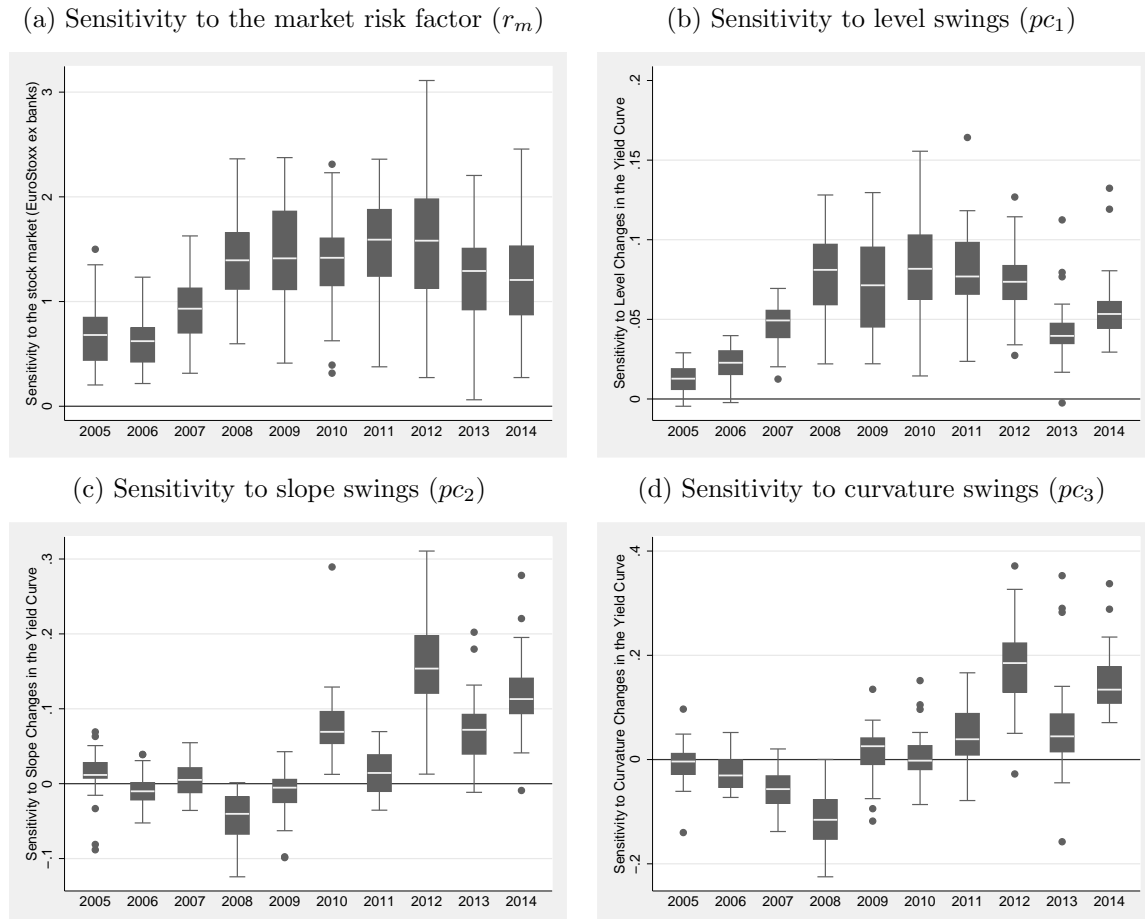 (a) Sensitivity to the market risk factor (r_m)
Sensitivity to the stock market (EuroStoxx ex banks)
3
2
1
0
2005 2006 2007 2008 2009 2010 2011 2012 2013 2014
(b) Sensitivity to level swings (pc_1)
Sensitivity to Level Changes in the Yield Curve
.2
.15
.1
.05
0
2005 2006 2007 2008 2009 2010 2011 2012 2013 2014
(c) Sensitivity to slope swings (pc_2)
Sensitivity to Slope Changes in the Yield Curve
.3
.2
.1
0
-.1
2005 2006 2007 2008 2009 2010 2011 2012 2013 2014
(d) Sensitivity to curvature swings (pc_3)
Sensitivity to Curvature Changes in the Yield Curve
.4
.2
0
-.2
2005 2006 2007 2008 2009 2010 2011 2012 2013 2014